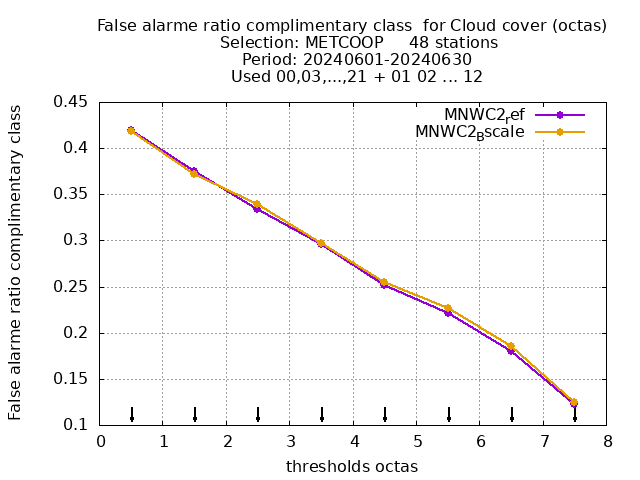 False alarme ratio complimentary class  for Cloud cover (octas)
Selection: METCOOP     48 stations
Period: 20240601-20240630
Used 00,03,...,21 + 01 02 ... 12
MNWC2ref
MNWC2Bscale
False alarme ratio complimentary class
0.45
0.4
0.35
0.3
0.25
0.2
0.15
0.1
0 1 2 3 4 5 6 7 8
thresholds octas